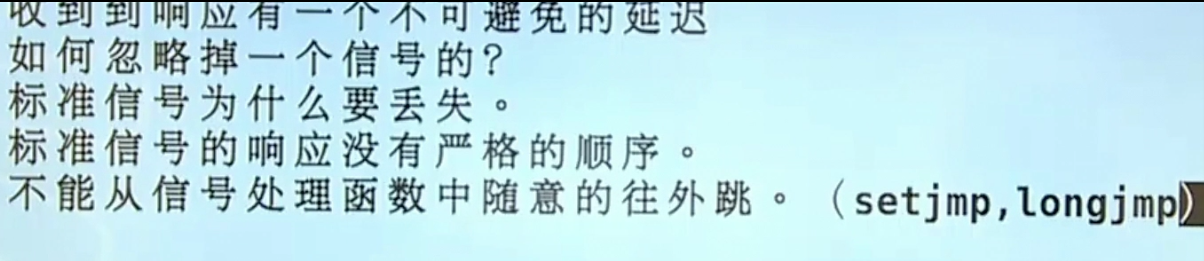 收到到响应有一个不可避免的延迟
如何忽略掉一个信号的？
标准信号为什么要丢失。
标准信号的响应没有严格的顺序。
不能从信号处理函数中随意的往外跳。（setjmp,longjmp）